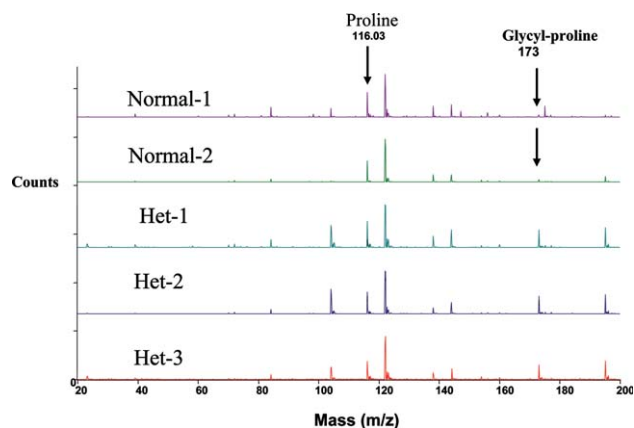 Proline
116.03
Glycyl-proline
173
Normal-1
Normal-2
Counts
Het-1
Het-2
Het-3
0
20 40 60 80 100 120 140 160 180 200
Mass (m/z)